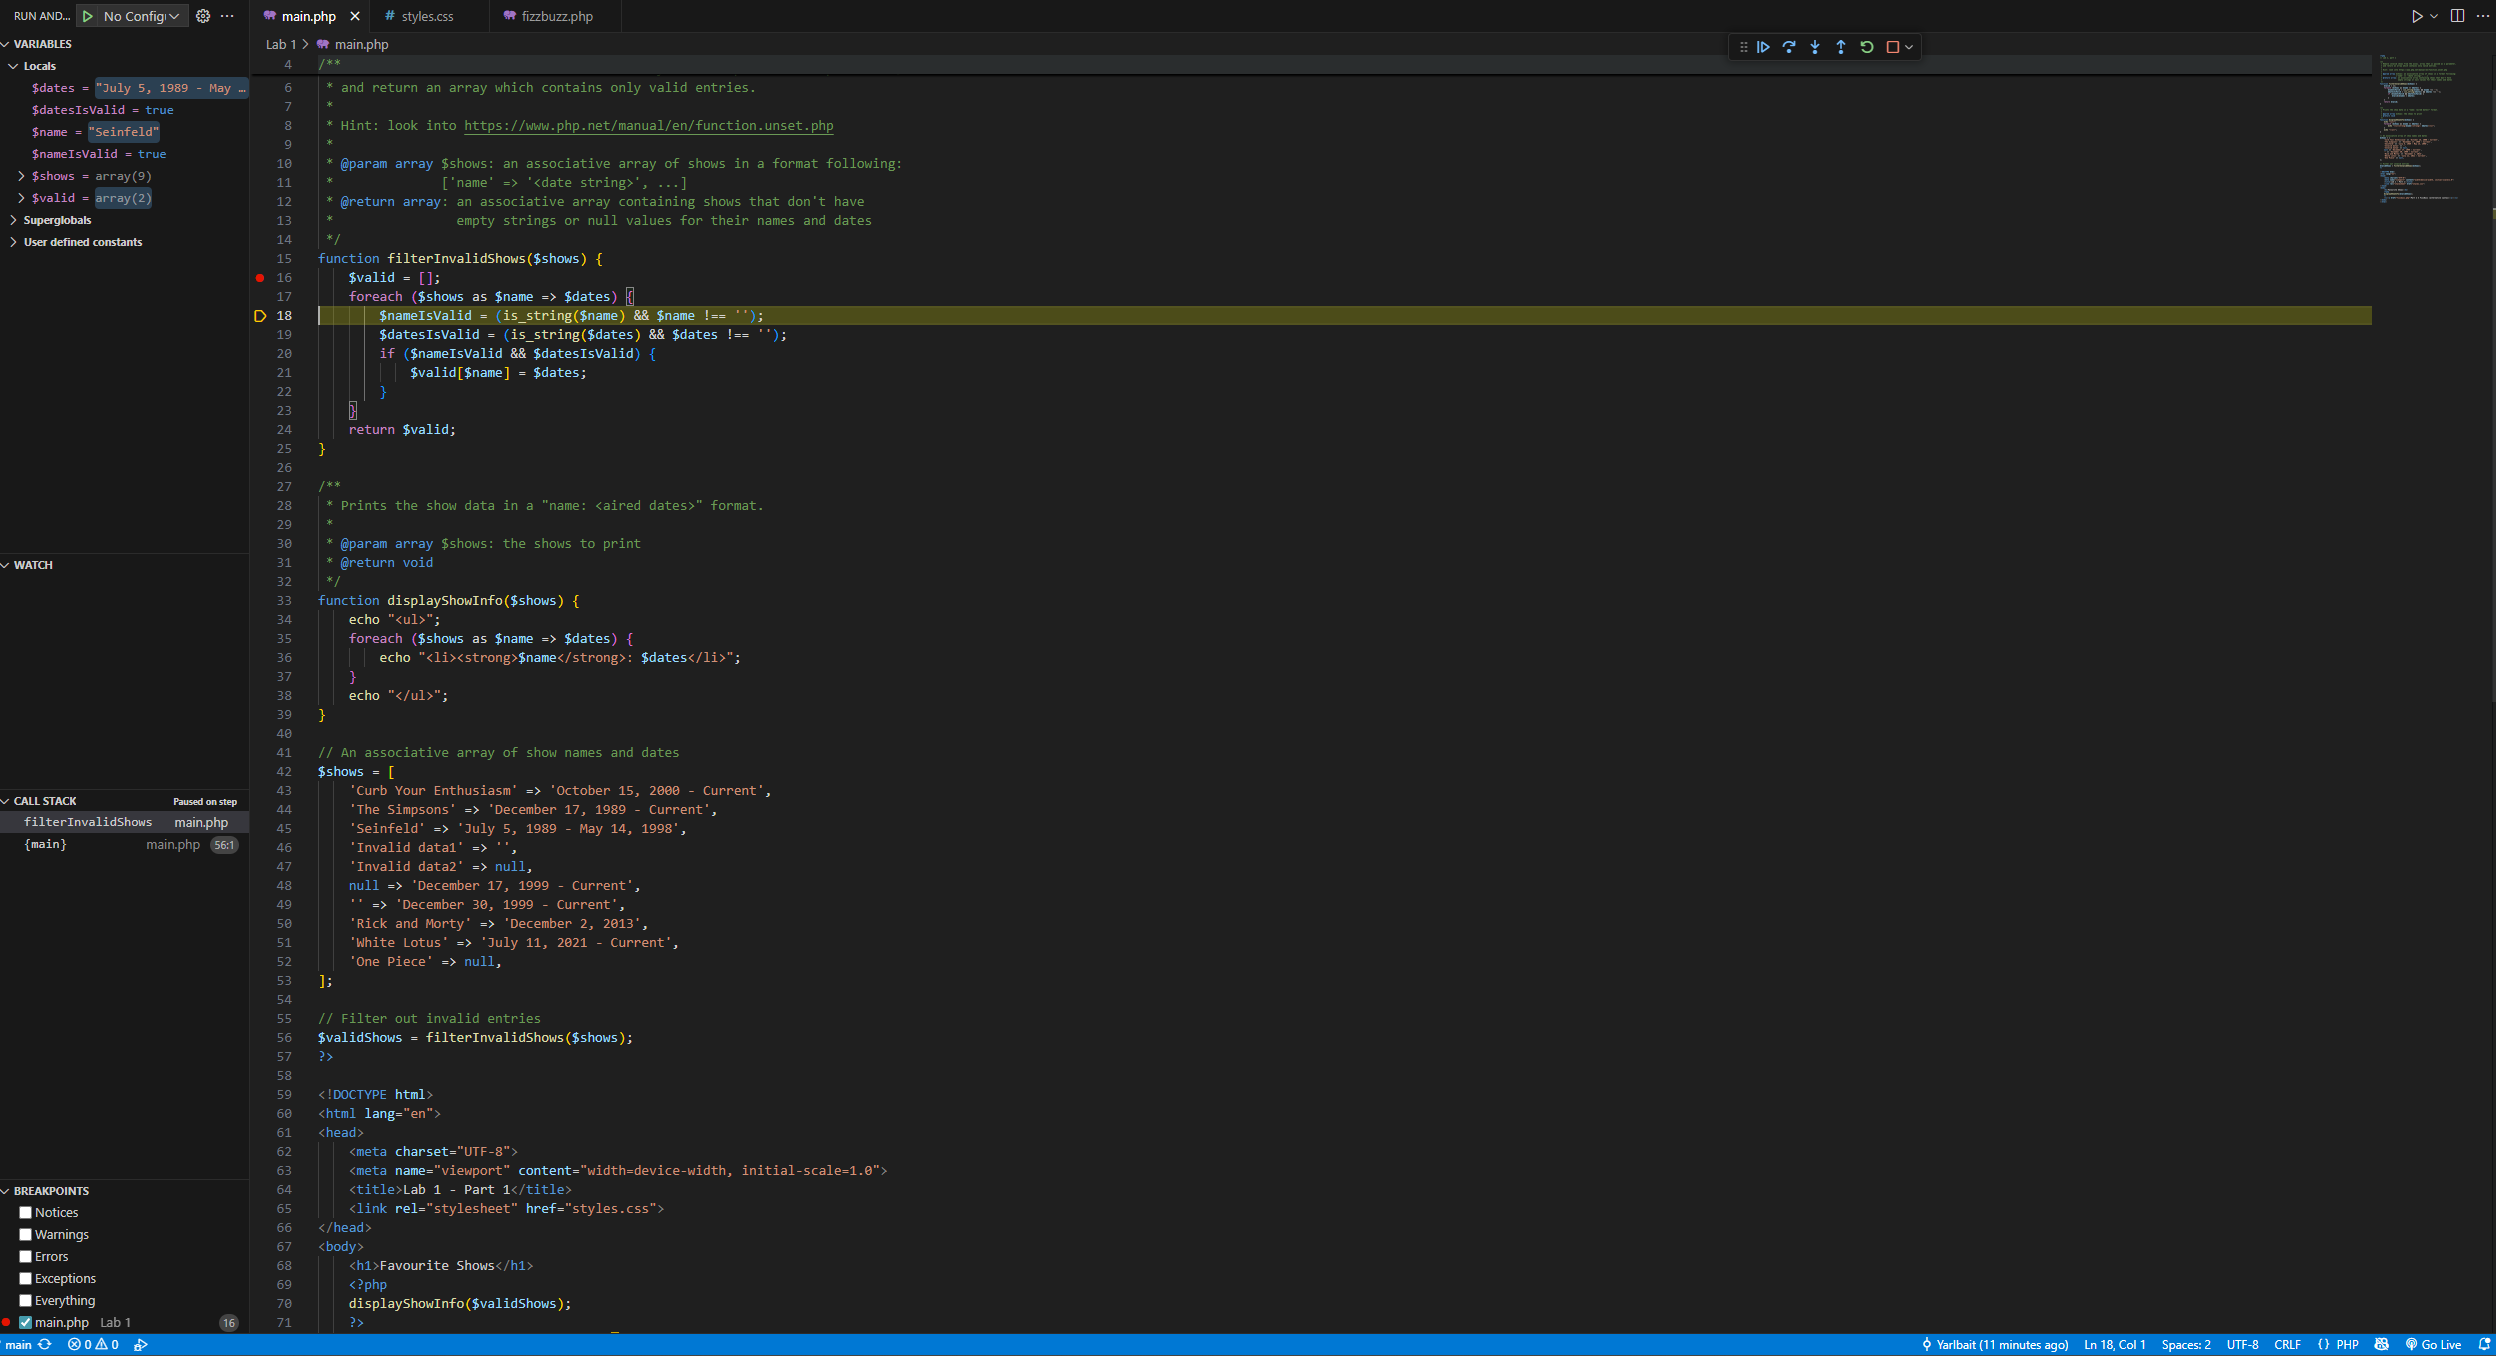 RUN AND... No Config
VARIABLES
Locals
$dates = "July 5, 1989 - May …
$datesIsValid = true
$name = "Seinfeld"
$nameIsValid = true
$shows = array(9)
$valid = array(2)
Superglobals
User defined constants
WATCH
CALL STACK Paused on step
filterInvalidShows main.php
{main} main.php 56:1
BREAKPOINTS
Notices
Warnings
Errors
Exceptions
Everything
main.php Lab 1 16
main.php # styles.css fizzbuzz.php
Lab 1 > main.php
4 /**
6 * and return an array which contains only valid entries.
7 *
8 * Hint: look into https://www.php.net/manual/en/function.unset.php
9 *
10 * @param array $shows: an associative array of shows in a format following:
11 * ['name' => '<date string>', ...]
12 * @return array: an associative array containing shows that don't have
13 * empty strings or null values for their names and dates
14 */
15 function filterInvalidShows($shows) {
16 $valid = [];
17 foreach ($shows as $name => $dates) {
18 $nameIsValid = (is_string($name) && $name !== '');
19 $datesIsValid = (is_string($dates) && $dates !== '');
20 if ($nameIsValid && $datesIsValid) {
21 $valid[$name] = $dates;
22 }
23 }
24 return $valid;
25 }
26
27 /**
28 * Prints the show data in a "name: <aired dates>" format.
29 *
30 * @param array $shows: the shows to print
31 * @return void
32 */
33 function displayShowInfo($shows) {
34 echo "<ul>";
35 foreach ($shows as $name => $dates) {
36 echo "<li><strong>$name</strong>: $dates</li>";
37 }
38 echo "</ul>";
39 }
40
41 // An associative array of show names and dates
42 $shows = [
43 'Curb Your Enthusiasm' => 'October 15, 2000 - Current',
44 'The Simpsons' => 'December 17, 1989 - Current',
45 'Seinfeld' => 'July 5, 1989 - May 14, 1998',
46 'Invalid data1' => '',
47 'Invalid data2' => null,
48 null => 'December 17, 1999 - Current',
49 '' => 'December 30, 1999 - Current',
50 'Rick and Morty' => 'December 2, 2013',
51 'White Lotus' => 'July 11, 2021 - Current',
52 'One Piece' => null,
53 ];
54
55 // Filter out invalid entries
56 $validShows = filterInvalidShows($shows);
57 ?>
58
59 <!DOCTYPE html>
60 <html lang="en">
61 <head>
62 <meta charset="UTF-8">
63 <meta name="viewport" content="width=device-width, initial-scale=1.0">
64 <title>Lab 1 - Part 1</title>
65 <link rel="stylesheet" href="styles.css">
66 </head>
67 <body>
68 <h1>Favourite Shows</h1>
69 <?php
70 displayShowInfo($validShows);
71 ?>
main 0 0 Yarlbait (11 minutes ago) Ln 18, Col 1 Spaces: 2 UTF-8 CRLF {} PHP Go Live